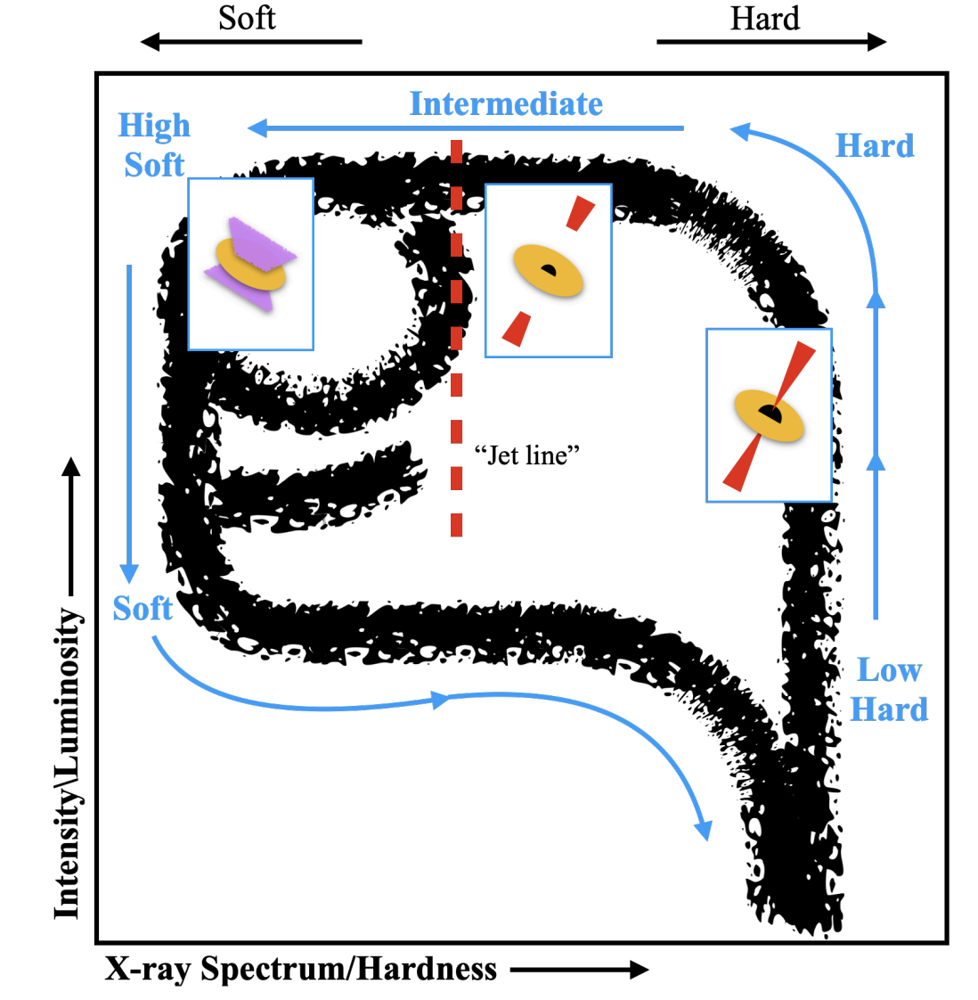 Soft
Hard
Intermediate
High
Soft
Hard
“Jet line”
Soft
Low
Hard
Intensity\Luminosity
X-ray Spectrum/Hardness